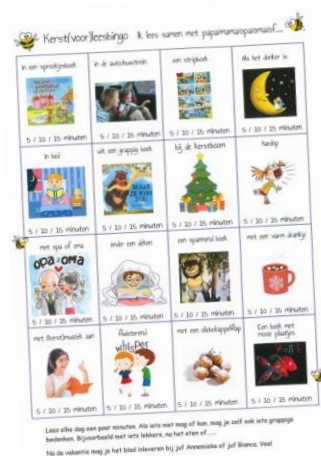 Kerst(voor)leesbingo Ik lees samen met papa/mama/opa/oma/of...
in een sprookjesboek
in de auto/bus/trein
een stripboek
Als het donker is
5 / 10 / 15 minuten
5 / 10 / 15 minuten
5 / 10 / 15 minuten
5 / 10 / 15 minuten
in bed
uit een grappig boek
bij de kerstboom
hardop
5 / 10 / 15 minuten
5 / 10 / 15 minuten
5 / 10 / 15 minuten
5 / 10 / 15 minuten
met opa of oma
onder een deken
een spannend boek
met een warm drankje
OPA & OMA
5 / 10 / 15 minuten
5 / 10 / 15 minuten
5 / 10 / 15 minuten
5 / 10 / 15 minuten
met (kerst)muziek aan
fluisterend
met een oliebol/appelflap
Een boek met mooie plaatjes
whisper
5 / 10 / 15 minuten
5 / 10 / 15 minuten
5 / 10 / 15 minuten
5 / 10 / 15 minuten
Lees elke dag een paar minuten. Als iets niet mag of kan, mag je zelf ook iets grappigs
bedenken. Bijvoorbeeld met iets lekkers, na het eten of.....
Na de vakantie mag je het blad inleveren bij juf Annemieke of juf Bianca. Veel